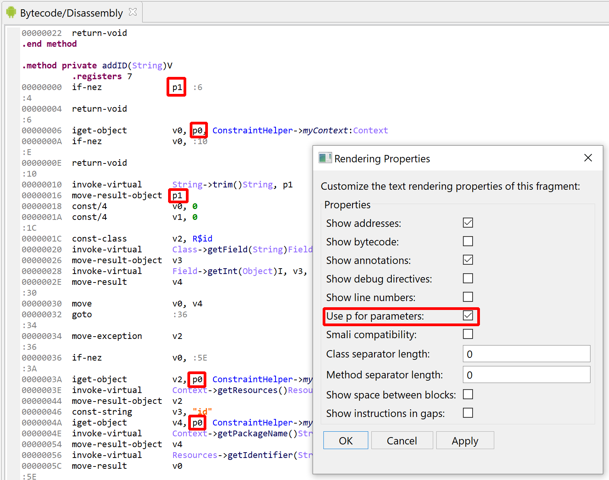 Bytecode/Disassembly
00000022 return-void
.end method
.method private addID(String)V
.registers 7
00000000 if-nez p1 :6
:4
00000004 return-void
:6
00000006 iget-object v0, p0, ConstraintHelper->myContext:Context
0000000A if-nez v0, :10
:E
0000000E return-void
:10
00000010 invoke-virtual String->trim()String, p1
00000016 move-result-object p1
00000018 const/4 v0, 0
0000001A const/4 v1, 0
:1C
0000001C const-class v2, R$id
00000020 invoke-virtual Class->getField(String)Field
00000026 move-result-object v3
00000028 invoke-virtual Field->getInt(Object)I, v3,
0000002E move-result v4
:30
00000030 move v0, v4
00000032 goto :36
:34
00000034 move-exception v2
:36
00000036 if-nez v0, :5E
:3A
0000003A iget-object v2, p0, ConstraintHelper->my
0000003E invoke-virtual Context->getResources()Resou
00000044 move-result-object v2
00000046 const-string v3, "id"
0000004A iget-object v4, p0, ConstraintHelper->my
0000004E invoke-virtual Context->getPackageName()Str
00000054 move-result-object v4
00000056 invoke-virtual Resources->getIdentifier(Str
0000005C move-result v0
:5E
Rendering Properties
Customize the text rendering properties of this fragment:
Properties
Show addresses:
Show bytecode:
Show annotations:
Show debug directives:
Show line numbers:
Use p for parameters:
Smali compatibility:
Class separator length: 0
Method separator length: 0
Show space between blocks:
Show instructions in gaps:
OK Cancel Apply